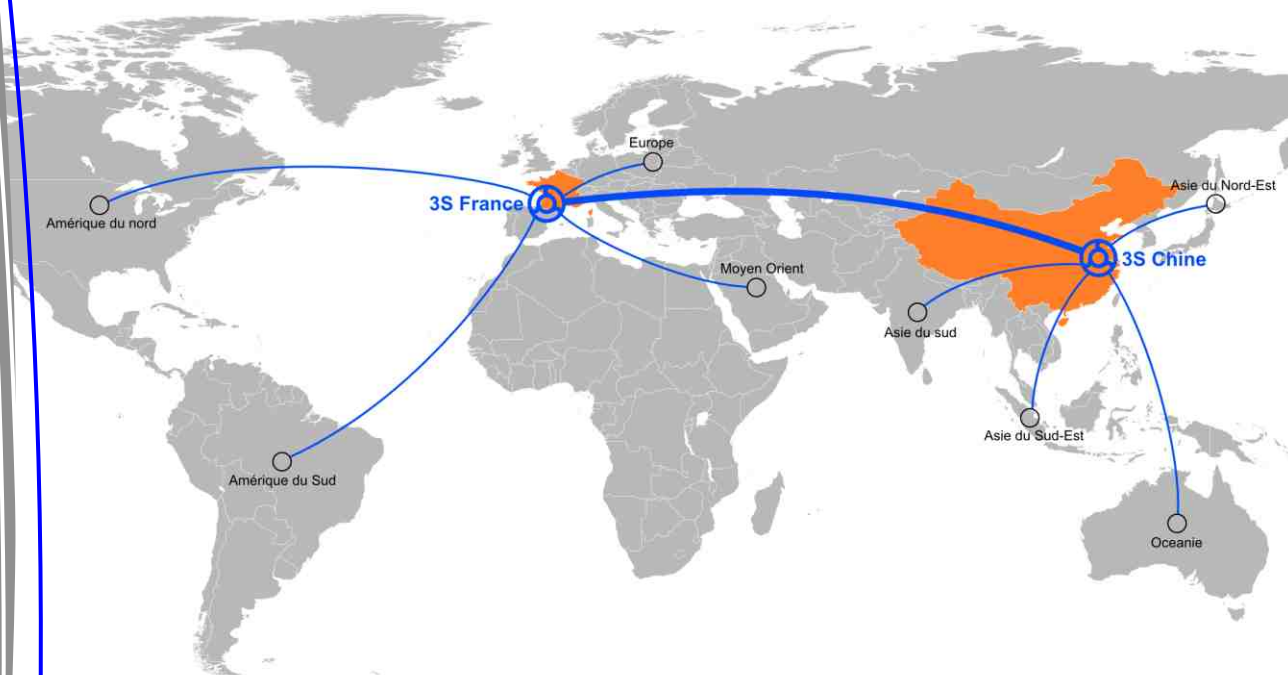 Europe
Asie du Nord-Est
3S France
Amérique du nord
3S Chine
Moyen Orient
Asie du sud
Asie du Sud-Est
Amérique du Sud
Oceanie